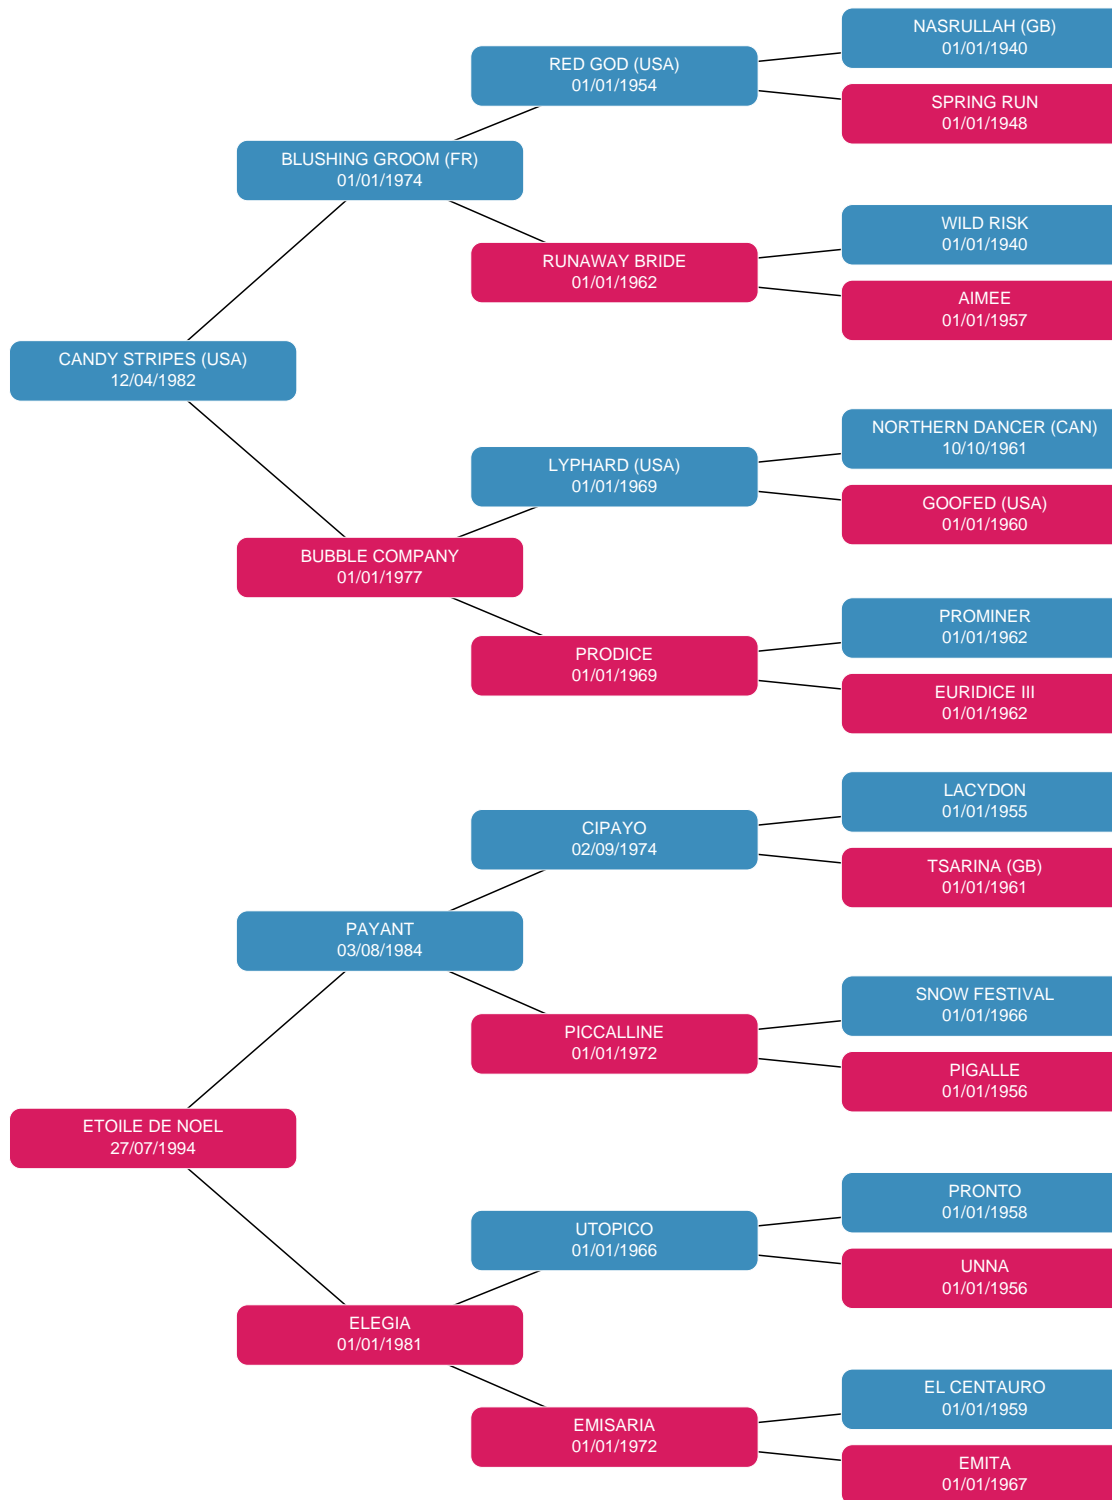 NASRULLAH (GB)
01/01/1940
RED GOD (USA)
01/01/1954
SPRING RUN
01/01/1948
BLUSHING GROOM (FR)
01/01/1974
WILD RISK
01/01/1940
RUNAWAY BRIDE
01/01/1962
AIMEE
01/01/1957
CANDY STRIPES (USA)
12/04/1982
NORTHERN DANCER (CAN)
10/10/1961
LYPHARD (USA)
01/01/1969
GOOFED (USA)
01/01/1960
BUBBLE COMPANY
01/01/1977
PROMINER
01/01/1962
PRODICE
01/01/1969
EURIDICE III
01/01/1962
LACYDON
01/01/1955
CIPAYO
02/09/1974
TSARINA (GB)
01/01/1961
PAYANT
03/08/1984
SNOW FESTIVAL
01/01/1966
PICCALLINE
01/01/1972
PIGALLE
01/01/1956
ETOILE DE NOEL
27/07/1994
PRONTO
01/01/1958
UTOPICO
01/01/1966
UNNA
01/01/1956
ELEGIA
01/01/1981
EL CENTAURO
01/01/1959
EMISARIA
01/01/1972
EMITA
01/01/1967